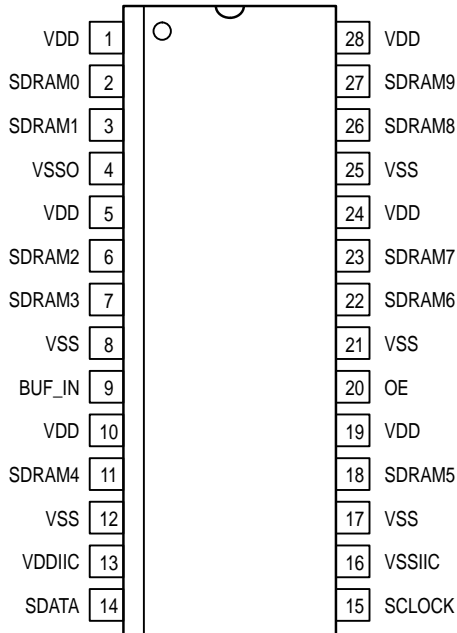 VDD 1 28 VDD
SDRAM0 2 27 SDRAM9
SDRAM1 3 26 SDRAM8
VSSO 4 25 VSS
VDD 5 24 VDD
SDRAM2 6 23 SDRAM7
SDRAM3 7 22 SDRAM6
VSS 8 21 VSS
BUF_IN 9 20 OE
VDD 10 19 VDD
SDRAM4 11 18 SDRAM5
VSS 12 17 VSS
VDDIIC 13 16 VSSIIC
SDATA 14 15 SCLOCK